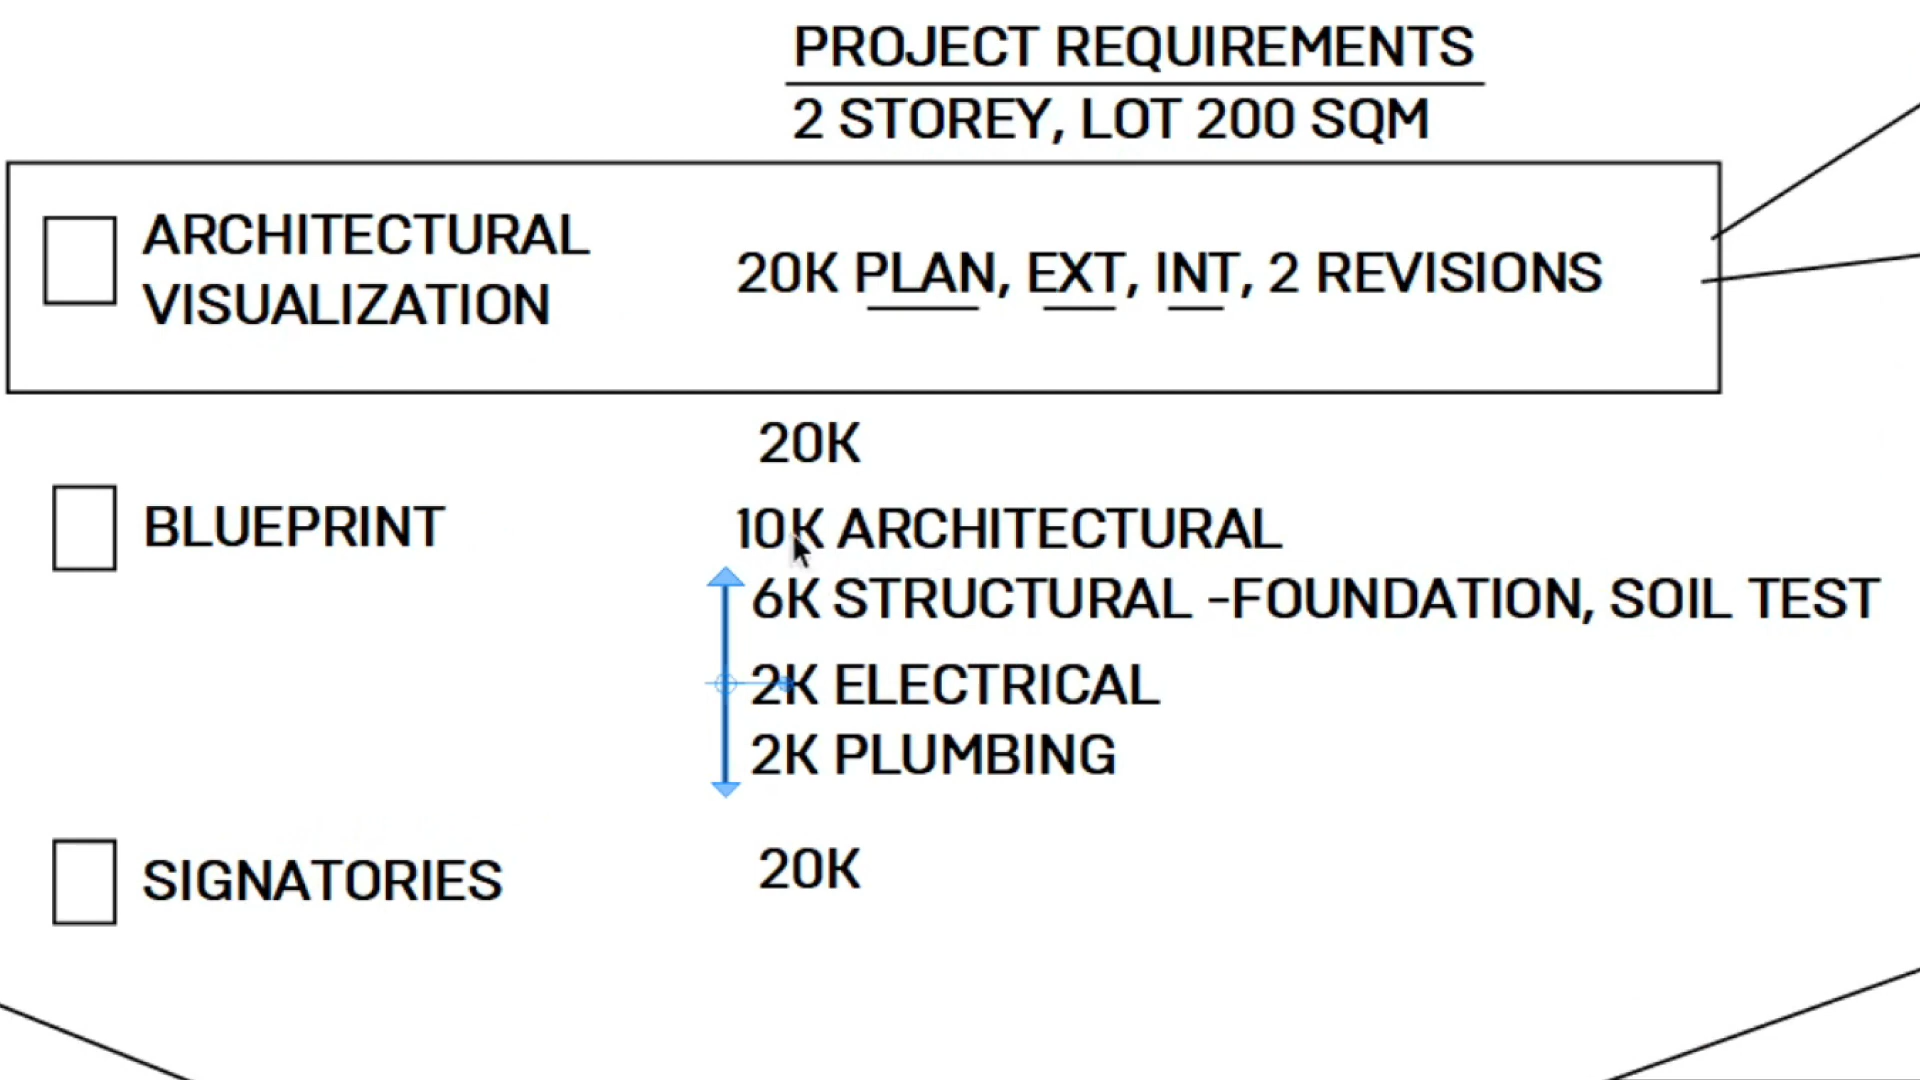 PROJECT REQUIREMENTS
2 STOREY, LOT 200 SQM
ARCHITECTURAL
VISUALIZATION
20K PLAN, EXT, INT, 2 REVISIONS
20K
BLUEPRINT
10K ARCHITECTURAL
6K STRUCTURAL -FOUNDATION, SOIL TEST
2K ELECTRICAL
2K PLUMBING
SIGNATORIES
20K